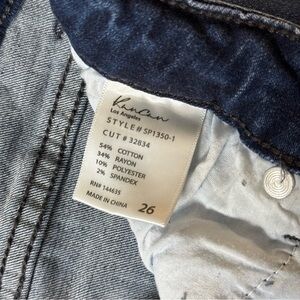 KanCan
Los Angeles
STYLE # SP1350-1
CUT # 32834
54% COTTON
34% RAYON
10% POLYESTER
2% SPANDEX
RN# 144635
MADE IN CHINA 26